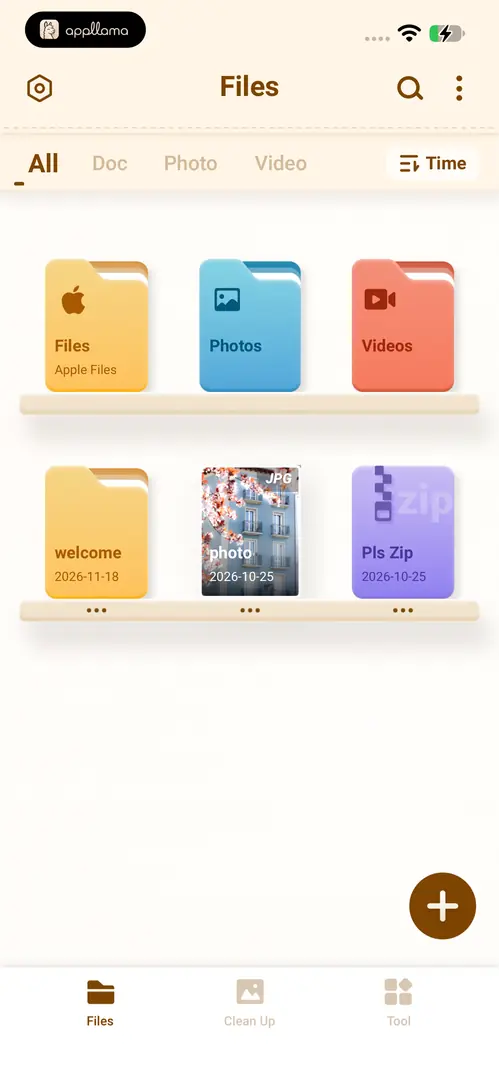 appllama
Files
All
Doc
Photo
Video
Time
Files
Apple Files
Photos
Videos
welcome
2026-11-18
JPG
photo
2026-10-25
zip
Pls Zip
2026-10-25
Files
Clean Up
Tool